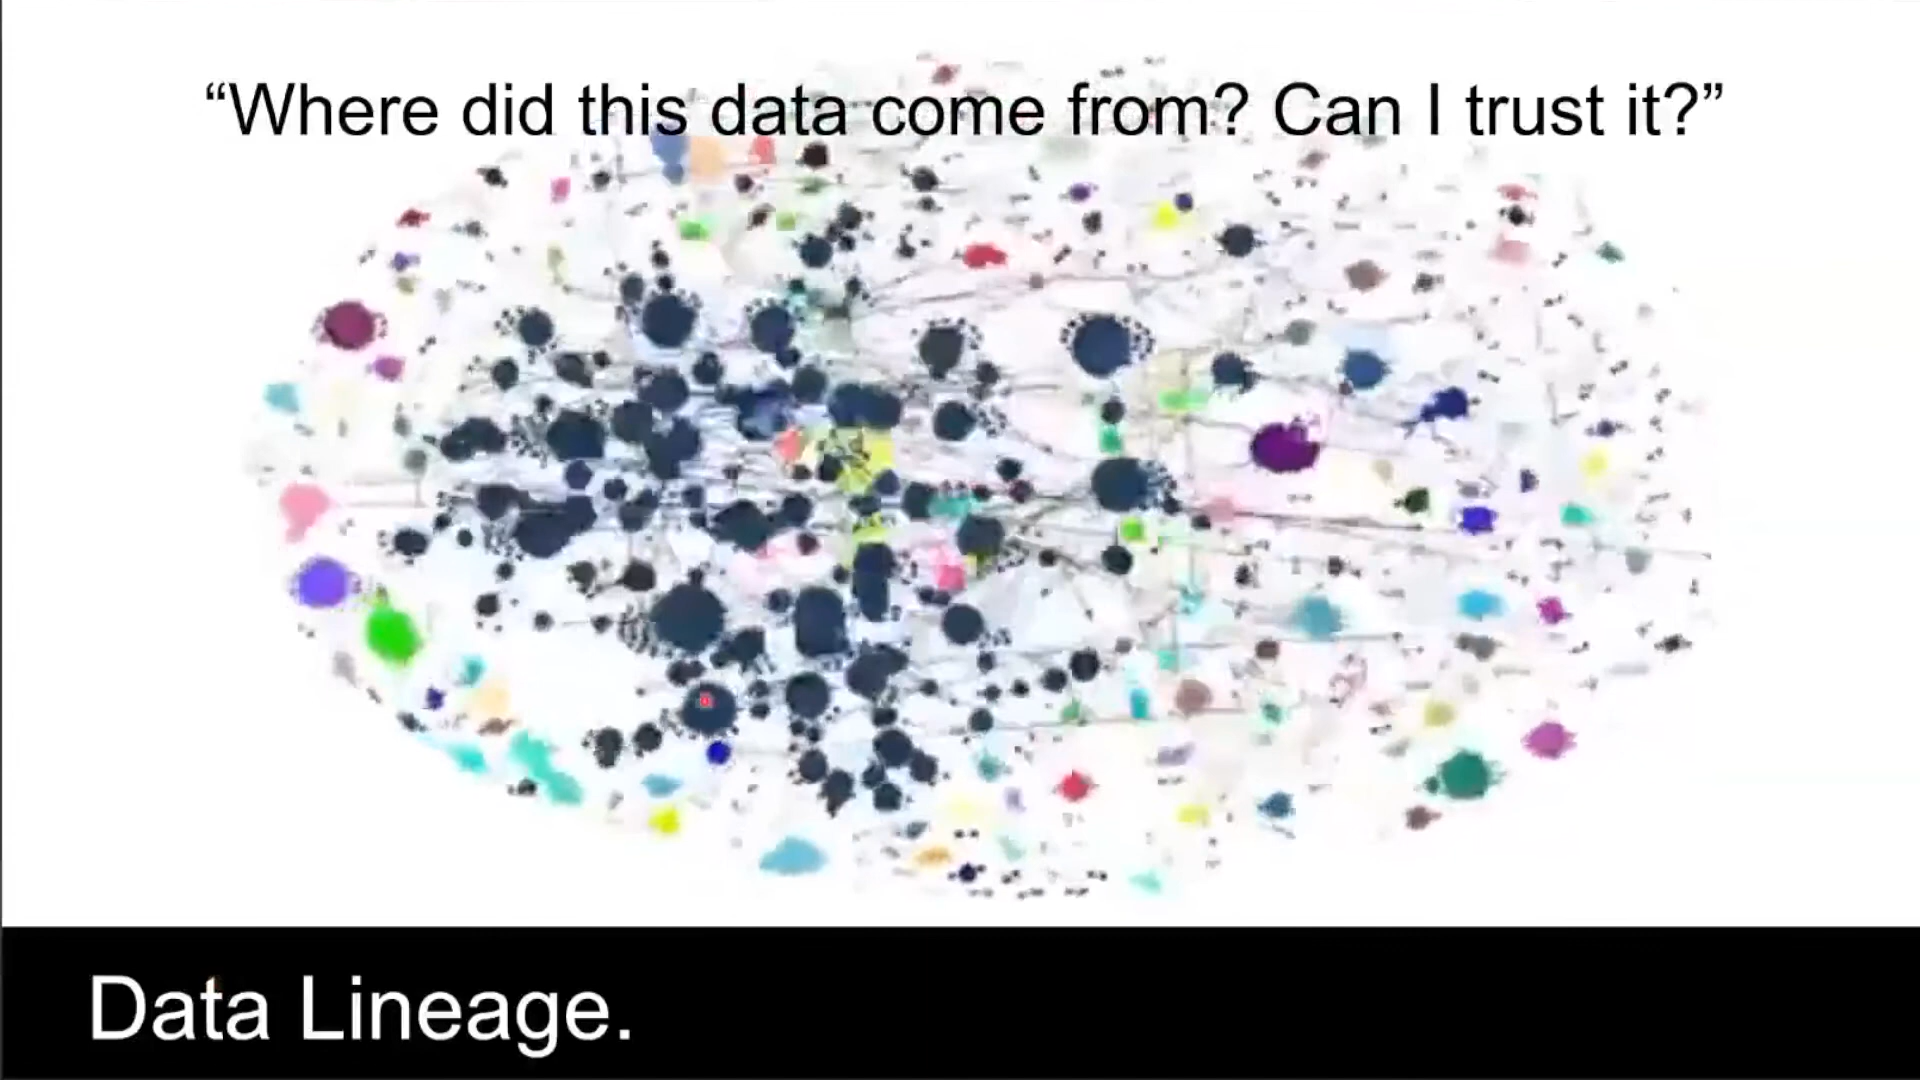 “Where did this data come from? Can I trust it?”
Data Lineage.